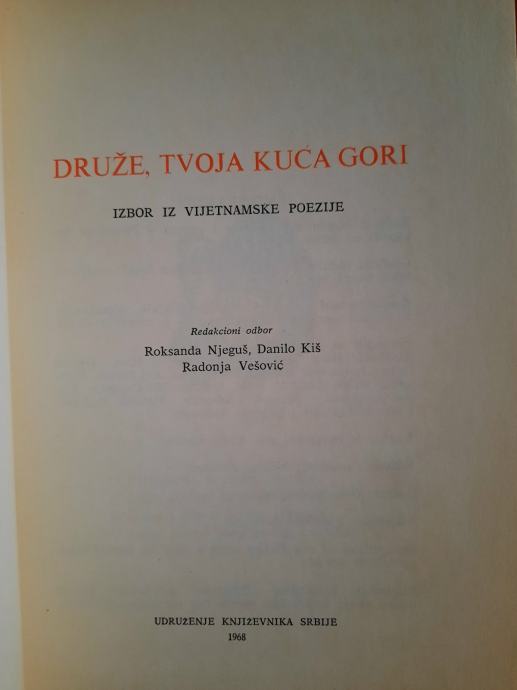 DRUŽE, TVOJA KUĆA GORI
IZBOR IZ VIJETNAMSKE POEZIJE
Redakcioni odbor
Roksanda Njeguš, Danilo Kiš
Radonja Vešović
UDRUŽENJE KNJIŽEVNIKA SRBIJE
1968